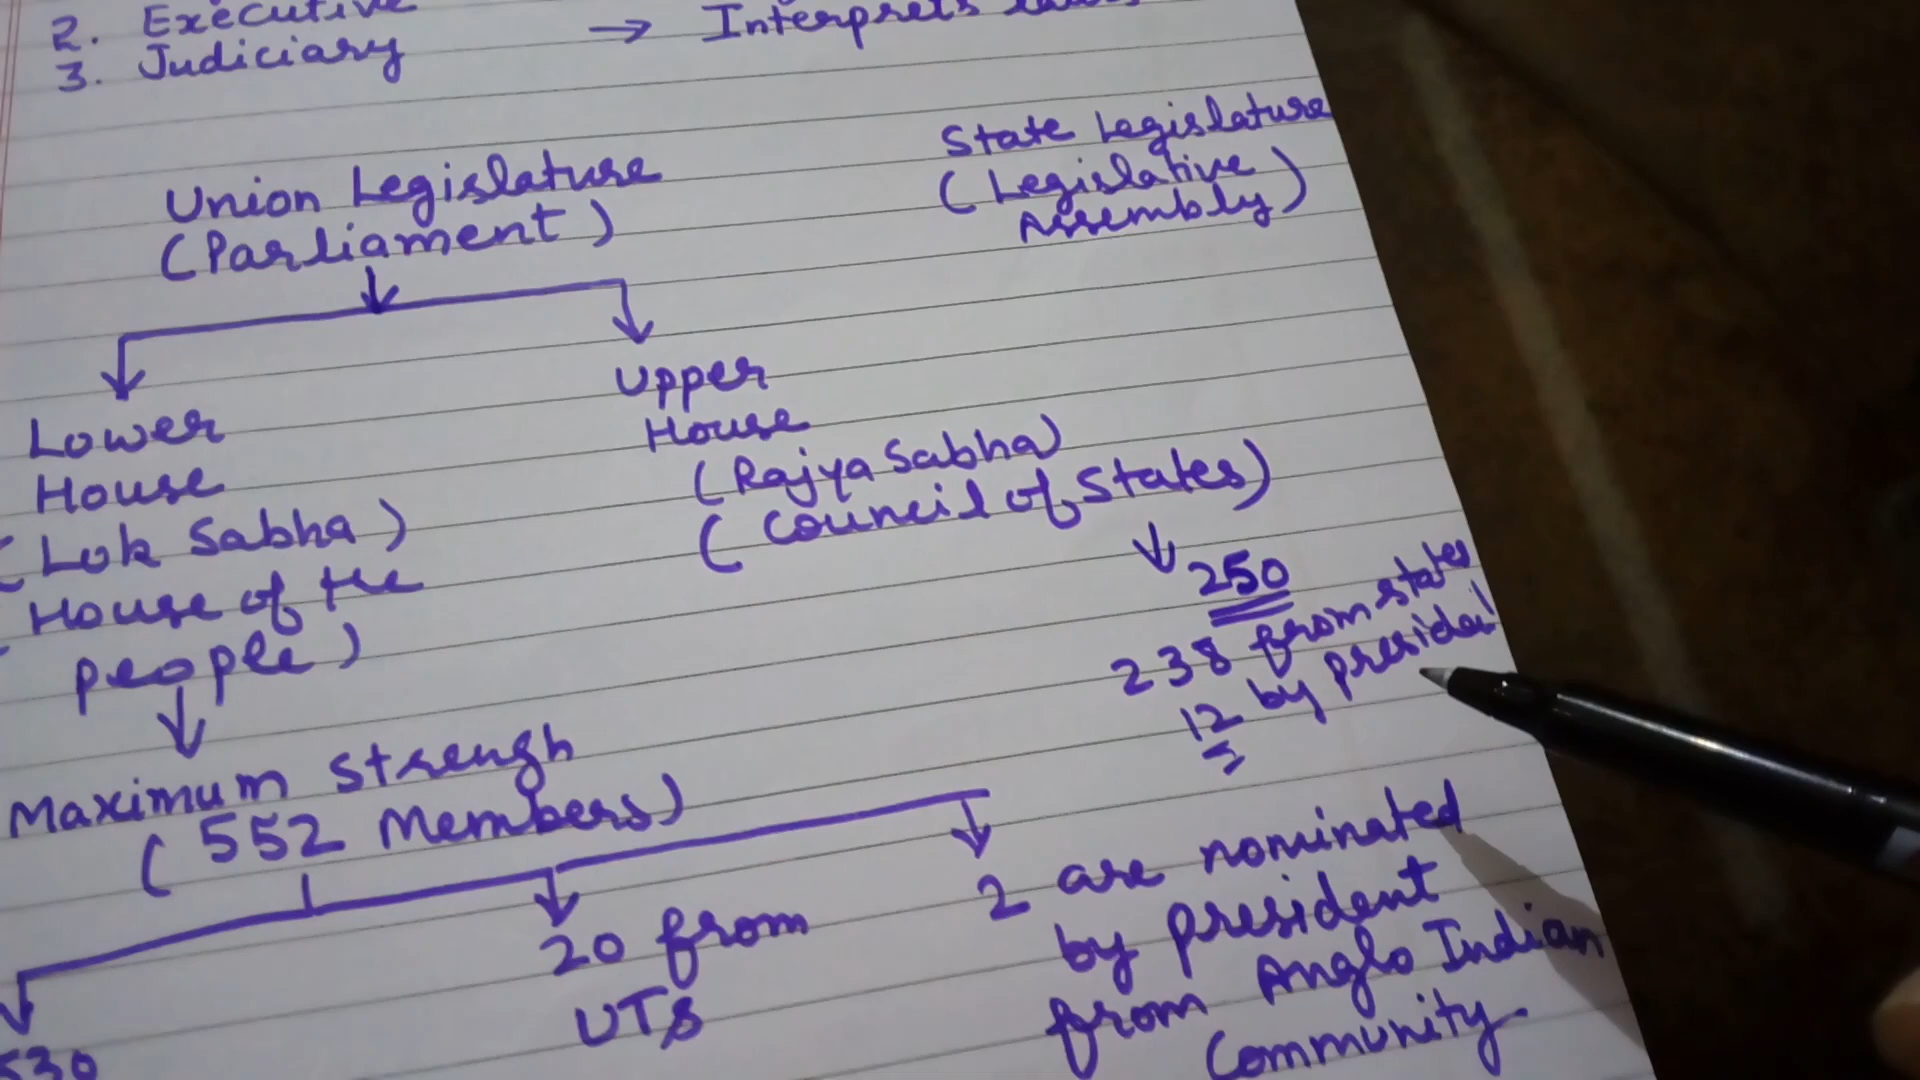 2. Executive
→ Interprets
3. Judiciary
State Legislature
(Legislative
Assembly)
Union Legislature
(Parliament)
Lower
House
(Lok Sabha)
House of the
people)
Upper
House
(Rajya Sabha)
(Council of States)
250
238 from states
12 by president
Maximum strengh
(552 Members)
530
20 from
UTs
2 are nominated
by president
from Anglo Indian
Community.